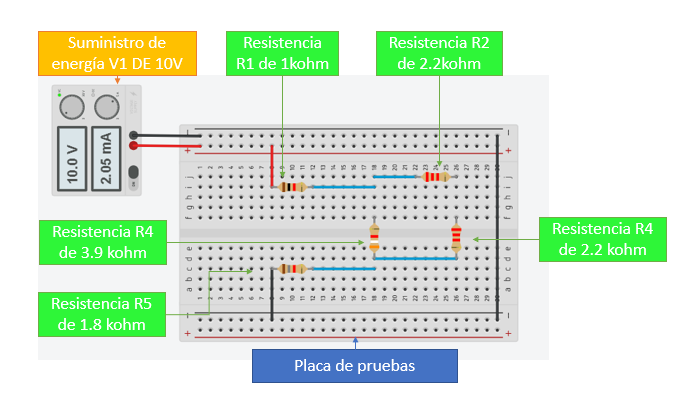 Suministro de
energía V1 DE 10V
Resistencia
R1 de 1kohm
Resistencia R2
de 2.2kohm
10.0 V
2.05 mA
Resistencia R4
de 3.9 kohm
Resistencia R4
de 2.2 kohm
Resistencia R5
de 1.8 kohm
Placa de pruebas